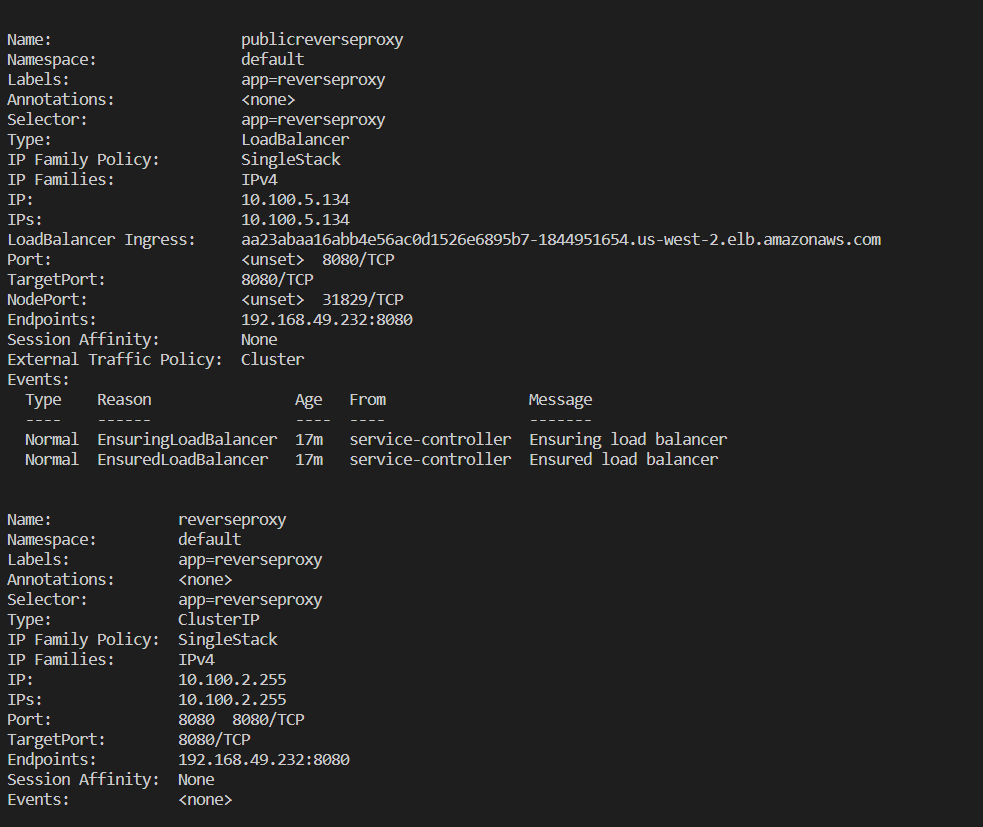 Name:                     publicreverseproxy
Namespace:                default
Labels:                   app=reverseproxy
Annotations:              <none>
Selector:                 app=reverseproxy
Type:                     LoadBalancer
IP Family Policy:         SingleStack
IP Families:              IPv4
IP:                       10.100.5.134
IPs:                      10.100.5.134
LoadBalancer Ingress:     aa23abaa16abb4e56ac0d1526e6895b7-1844951654.us-west-2.elb.amazonaws.com
Port:                     <unset>  8080/TCP
TargetPort:               8080/TCP
NodePort:                 <unset>  31829/TCP
Endpoints:                192.168.49.232:8080
Session Affinity:         None
External Traffic Policy:  Cluster
Events:
  Type    Reason                Age   From                Message
  ----    ------                ----  ----                -------
  Normal  EnsuringLoadBalancer  17m   service-controller  Ensuring load balancer
  Normal  EnsuredLoadBalancer   17m   service-controller  Ensured load balancer
Name:              reverseproxy
Namespace:         default
Labels:            app=reverseproxy
Annotations:       <none>
Selector:          app=reverseproxy
Type:              ClusterIP
IP Family Policy:  SingleStack
IP Families:       IPv4
IP:                10.100.2.255
IPs:               10.100.2.255
Port:              8080  8080/TCP
TargetPort:        8080/TCP
Endpoints:         192.168.49.232:8080
Session Affinity:  None
Events:            <none>